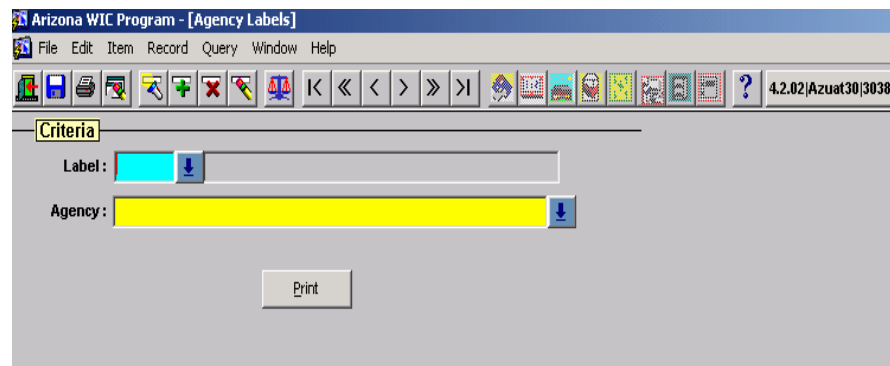 Arizona WIC Program - [Agency Labels]
File Edit Item Record Query Window Help
? 4.2.02|Azuat30|3038
Criteria
Label :
Agency :
Print